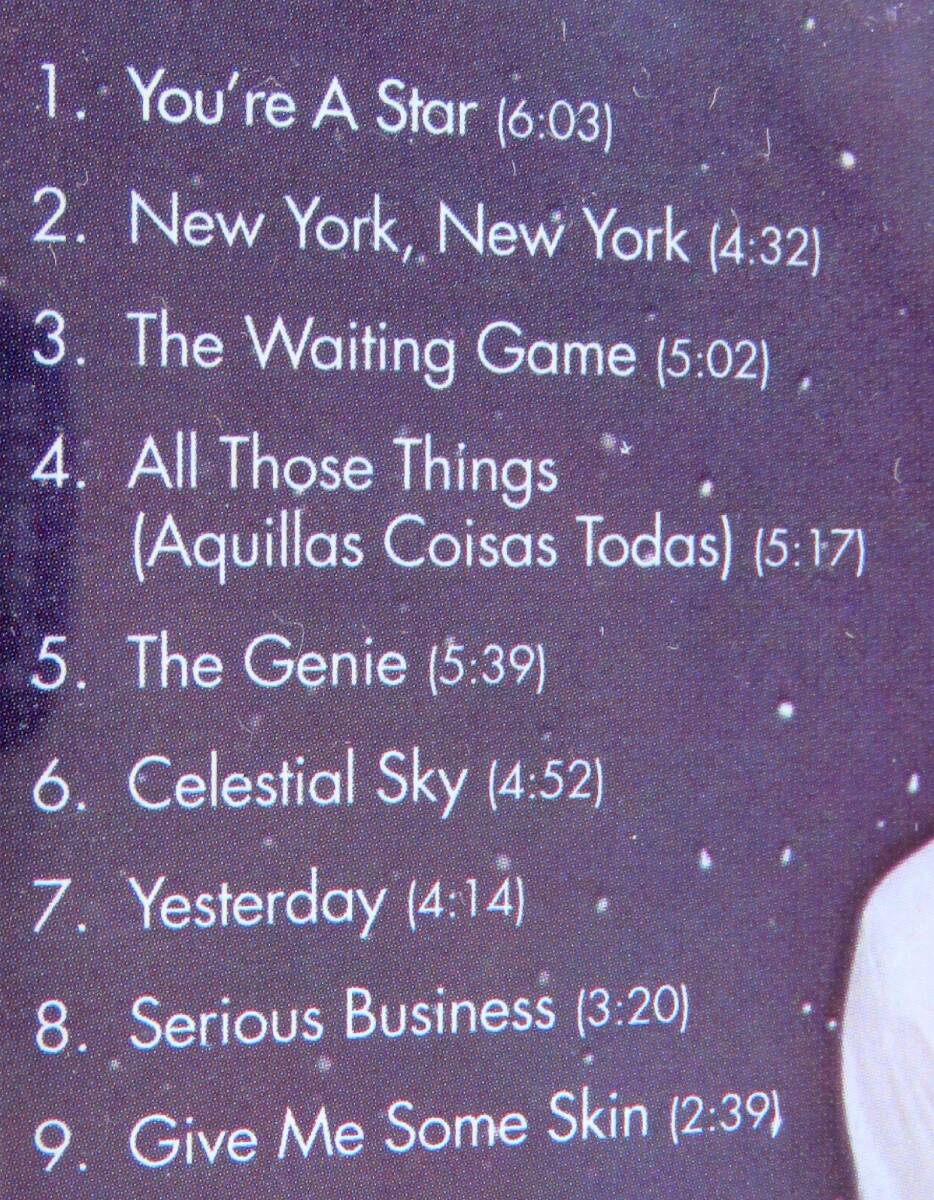 1. You're A Star (6:03)
2. New York, New York (4:32)
3. The Waiting Game (5:02)
4. All Those Things
(Aquillas Coisas Todas) (5:17)
5. The Genie (5:39)
6. Celestial Sky (4:52)
7. Yesterday (4:14)
8. Serious Business (3:20)
9. Give Me Some Skin (2:39)